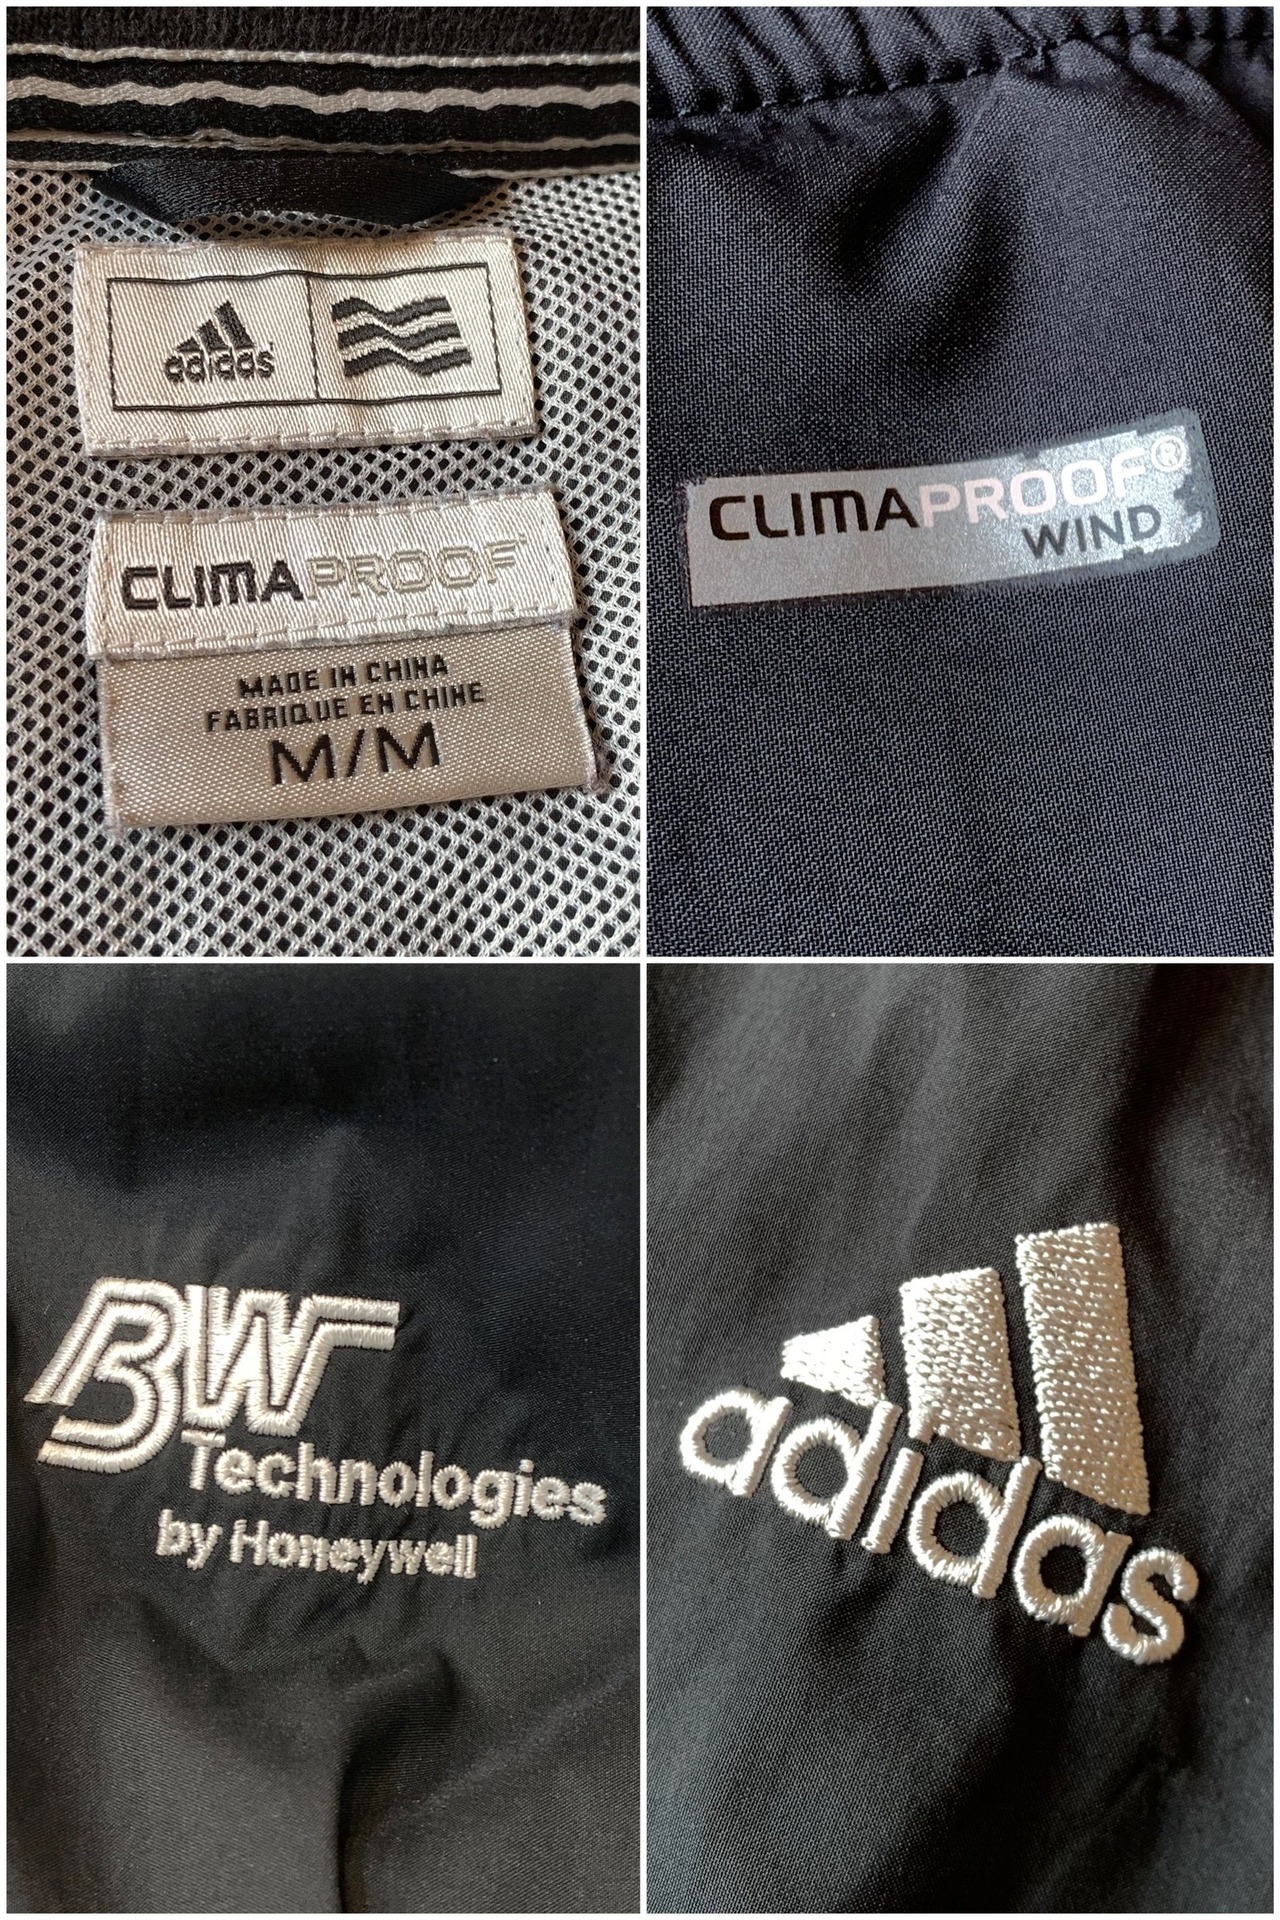 adidas
CLIMAPROOF
MADE IN CHINA
FABRIQUE EN CHINE
M/M
CLIMAPROOF®
WIND
BW
Technologies
by Honeywell
adidas